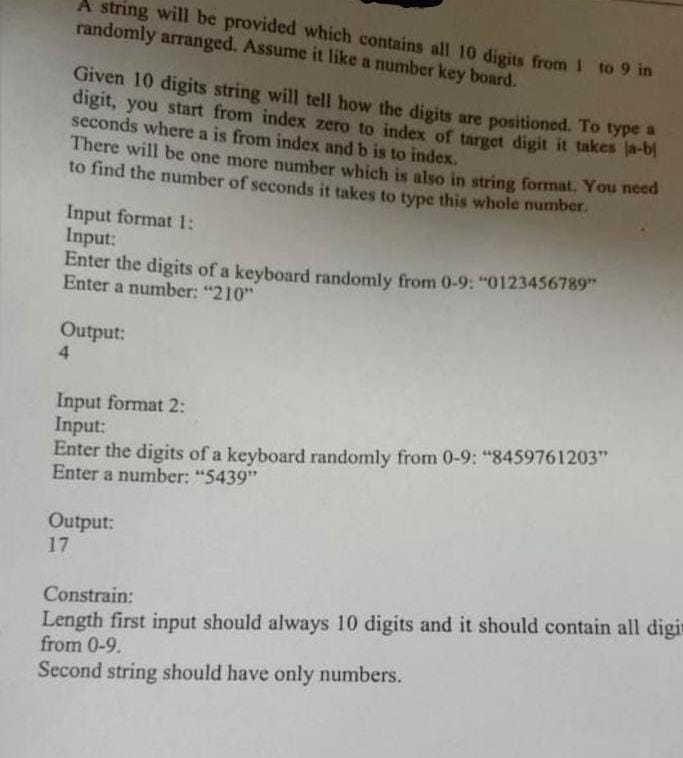 A string will be provided which contains all 10 digits from 1 to 9 in
randomly arranged. Assume it like a number key board.
Given 10 digits string will tell how the digits are positioned. To type a
digit, you start from index zero to index of target digit it takes |a-b|
seconds where a is from index and b is to index.
There will be one more number which is also in string format. You need
to find the number of seconds it takes to type this whole number.
Input format 1:
Input:
Enter the digits of a keyboard randomly from 0-9: “0123456789”
Enter a number: “210”
Output:
4
Input format 2:
Input:
Enter the digits of a keyboard randomly from 0-9: “8459761203”
Enter a number: “5439”
Output:
17
Constrain:
Length first input should always 10 digits and it should contain all digi
from 0-9.
Second string should have only numbers.